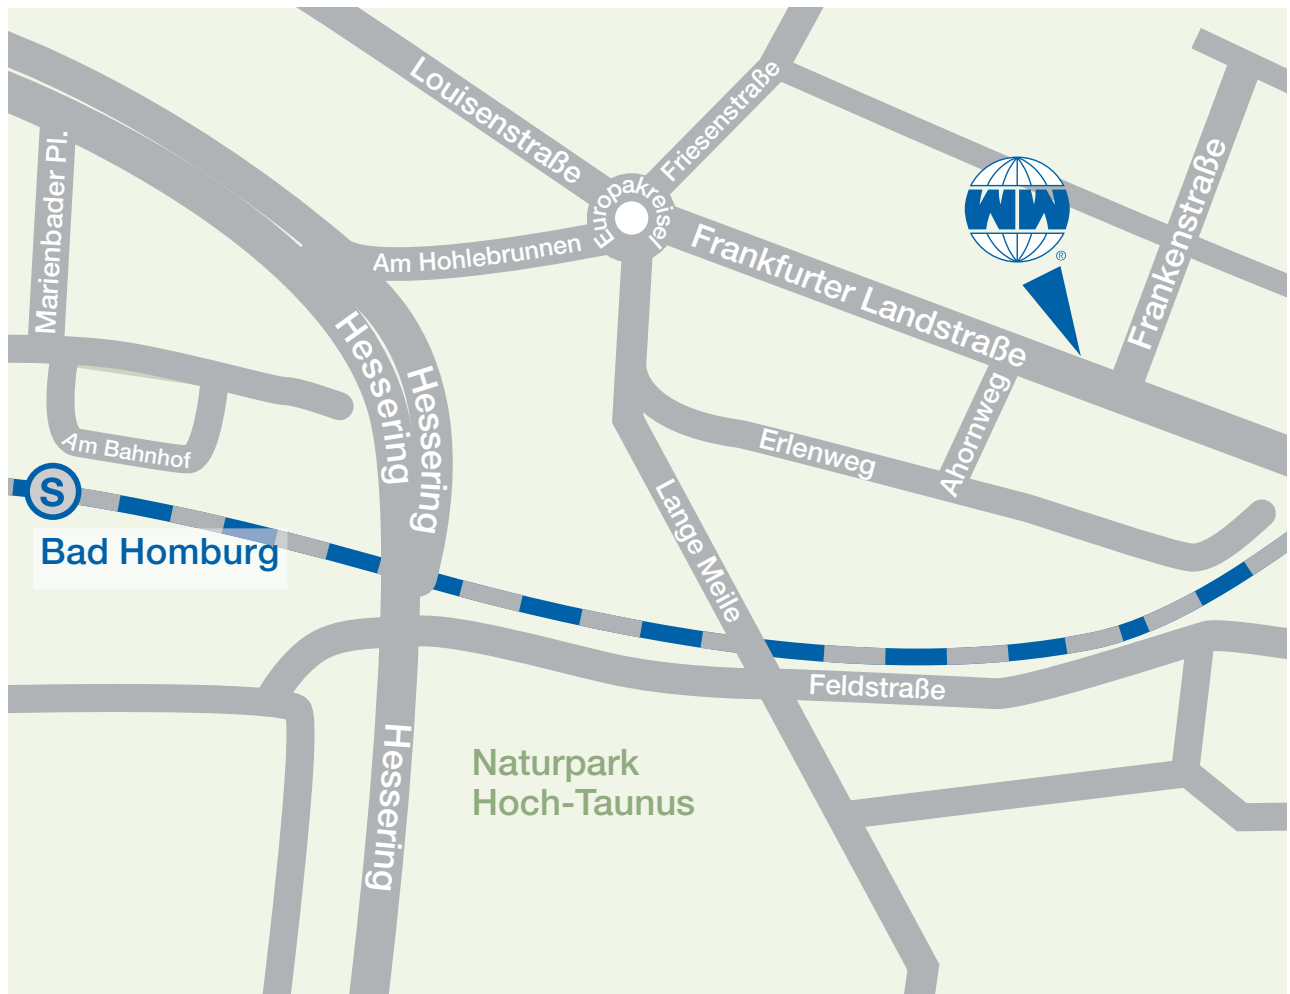 Louisenstraße
Friesenstraße
Europakreisel
Marienbader Pl.
Am Hohlebrunnen
Frankfurter Landstraße
WW
®
Frankenstraße
Hessering
Hessering
Ahornweg
Erlenweg
Am Bahnhof
S
Bad Homburg
Lange Meile
Feldstraße
Hessering
Naturpark
Hoch-Taunus